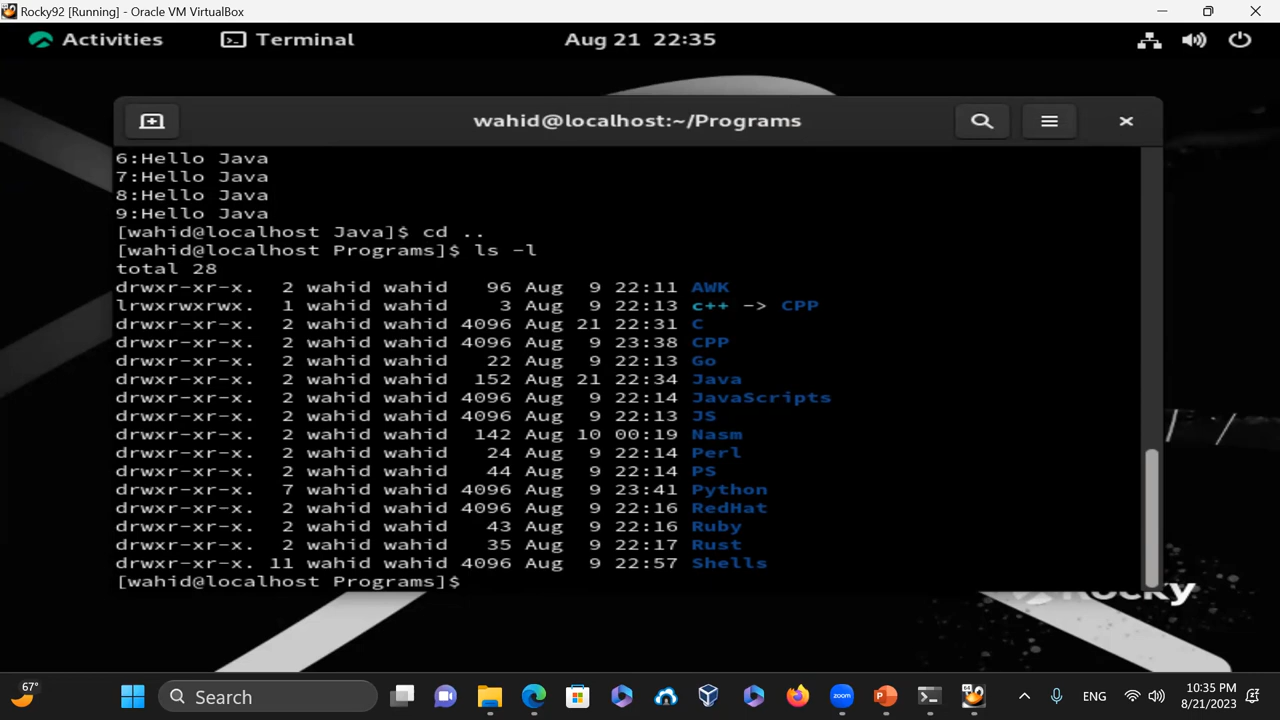 Rocky92 [Running] - Oracle VM VirtualBox
Activities Terminal Aug 21 22:35
wahid@localhost:~/Programs
6:Hello Java
7:Hello Java
8:Hello Java
9:Hello Java
[wahid@localhost Java]$ cd ..
[wahid@localhost Programs]$ ls -l
total 28
drwxr-xr-x. 2 wahid wahid 96 Aug 9 22:11 AWK
lrwxrwxrwx. 1 wahid wahid 3 Aug 9 22:13 c++ -> CPP
drwxr-xr-x. 2 wahid wahid 4096 Aug 21 22:31 C
drwxr-xr-x. 2 wahid wahid 4096 Aug 9 23:38 CPP
drwxr-xr-x. 2 wahid wahid 22 Aug 9 22:13 Go
drwxr-xr-x. 2 wahid wahid 152 Aug 21 22:34 Java
drwxr-xr-x. 2 wahid wahid 4096 Aug 9 22:14 JavaScripts
drwxr-xr-x. 2 wahid wahid 4096 Aug 9 22:13 JS
drwxr-xr-x. 2 wahid wahid 142 Aug 10 00:19 Nasm
drwxr-xr-x. 2 wahid wahid 24 Aug 9 22:14 Perl
drwxr-xr-x. 2 wahid wahid 44 Aug 9 22:14 PS
drwxr-xr-x. 7 wahid wahid 4096 Aug 9 23:41 Python
drwxr-xr-x. 2 wahid wahid 4096 Aug 9 22:16 RedHat
drwxr-xr-x. 2 wahid wahid 43 Aug 9 22:16 Ruby
drwxr-xr-x. 2 wahid wahid 35 Aug 9 22:17 Rust
drwxr-xr-x. 11 wahid wahid 4096 Aug 9 22:57 Shells
[wahid@localhost Programs]$
Rocky
67° Search zoom ENG 10:35 PM
8/21/2023